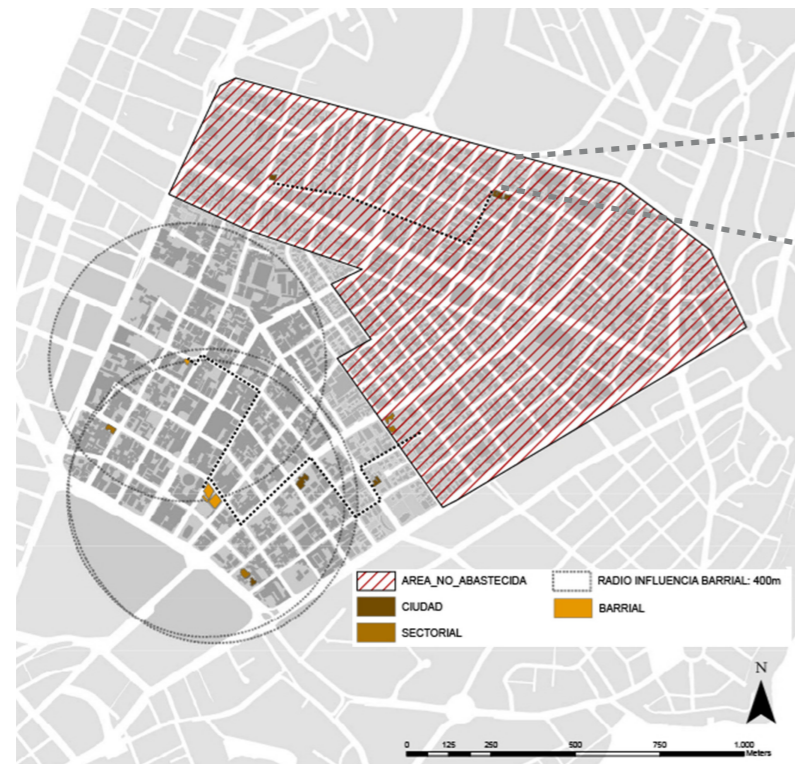 AREA_NO_ABASTECIDA
RADIO INFLUENCIA BARRIAL: 400m
CIUDAD
BARRIAL
SECTORIAL
N
0 125 250 500 750 1.000
Meters